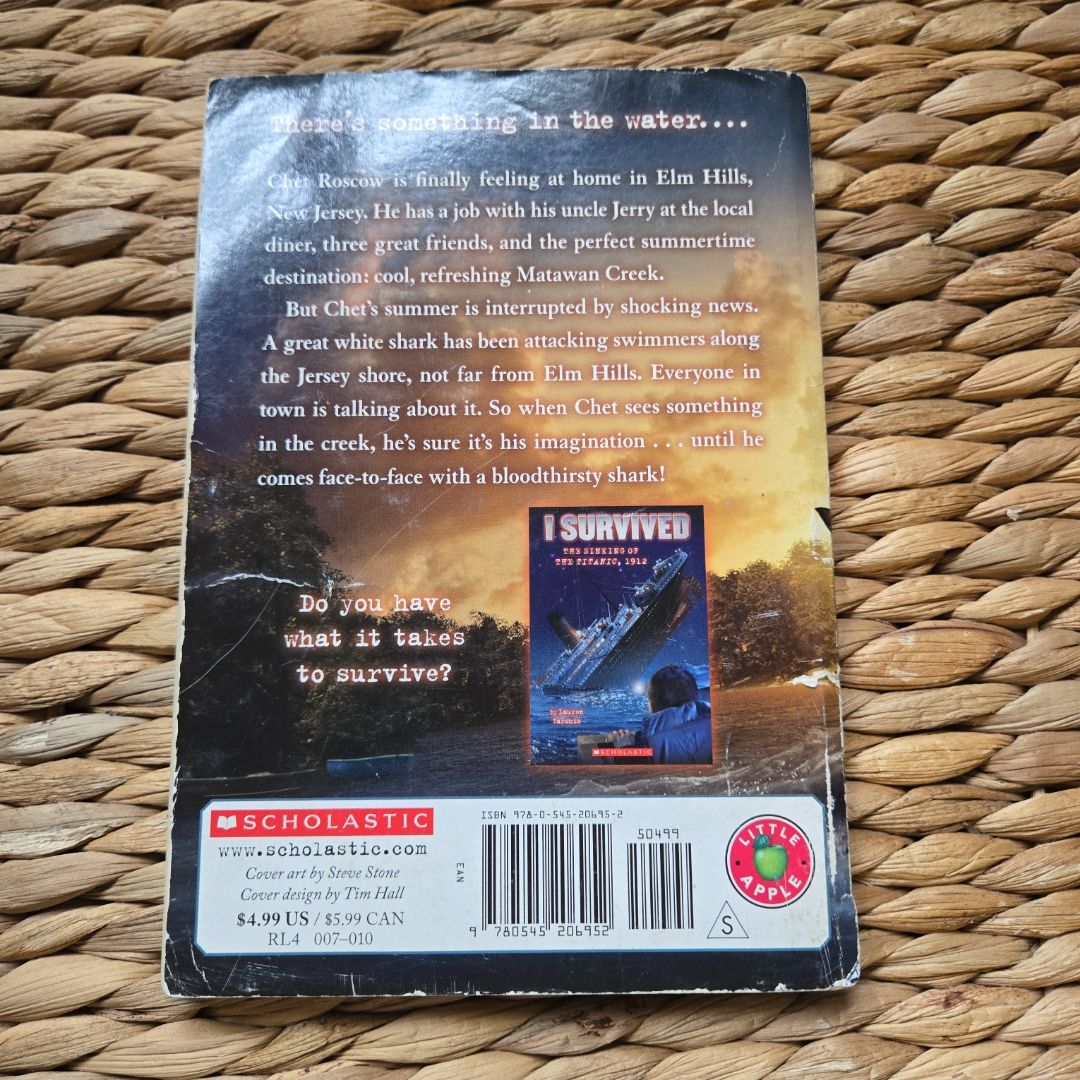 There's something in the water....
Chet Roscow is finally feeling at home in Elm Hills,
New Jersey. He has a job with his uncle Jerry at the local
diner, three great friends, and the perfect summertime
destination: cool, refreshing Matawan Creek.
But Chet's summer is interrupted by shocking news.
A great white shark has been attacking swimmers along
the Jersey shore, not far from Elm Hills. Everyone in
town is talking about it. So when Chet sees something
in the creek, he's sure it's his imagination . . . until he
comes face-to-face with a bloodthirsty shark!
I SURVIVED
THE SINKING OF
THE TITANIC, 1912
by Lauren
Tarshis
SCHOLASTIC
Do you have
what it takes
to survive?
SCHOLASTIC
www.scholastic.com
Cover art by Steve Stone
Cover design by Tim Hall
$4.99 US / $5.99 CAN
RL4 007–010
ISBN 978-0-545-20695-2
50499
EAN
9 780545 206952
LITTLE
APPLE
S